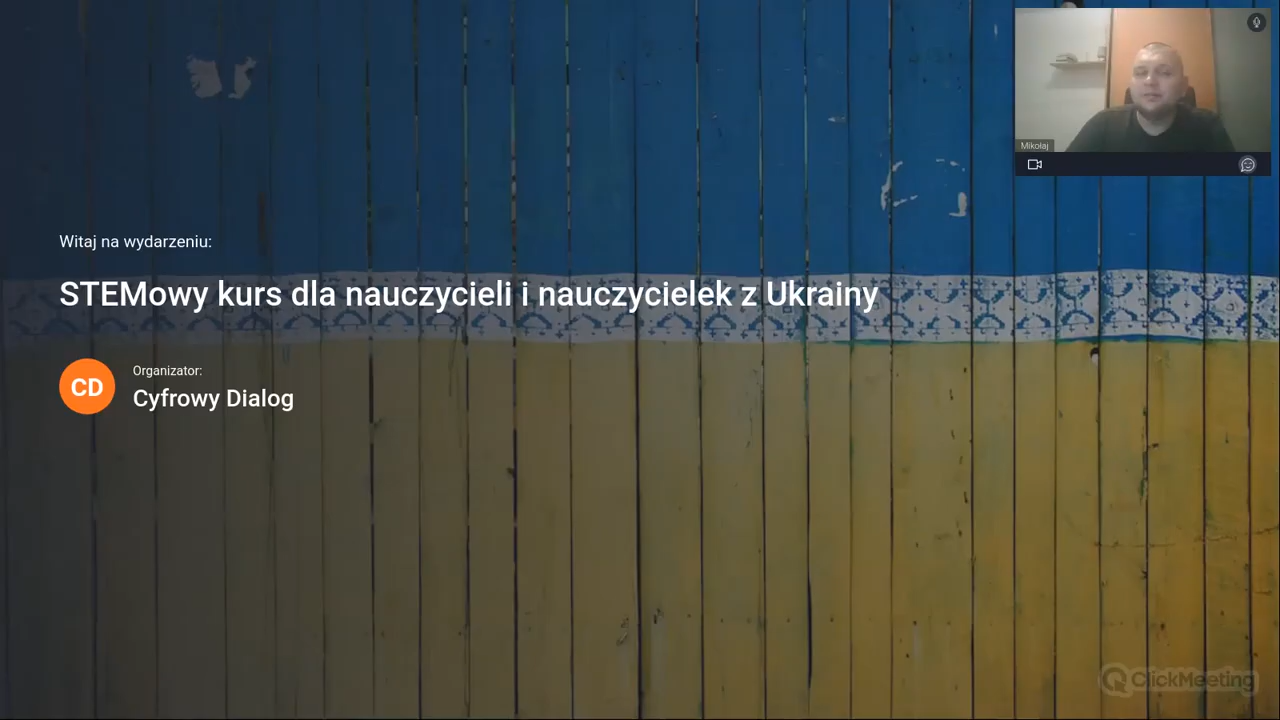 Mikołaj
Witaj na wydarzeniu:
STEMowy kurs dla nauczycieli i nauczycielek z Ukrainy
CD
Organizator:
Cyfrowy Dialog
ClickMeeting